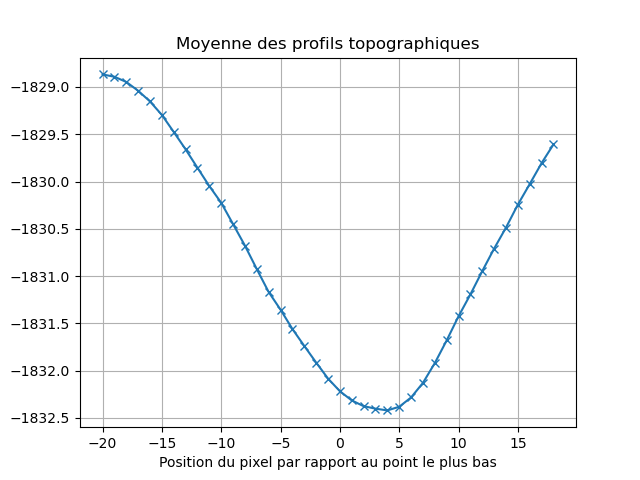 Moyenne des profils topographiques
−1829.0
−1829.5
−1830.0
−1830.5
−1831.0
−1831.5
−1832.0
−1832.5
−20 −15 −10 −5 0 5 10 15
Position du pixel par rapport au point le plus bas